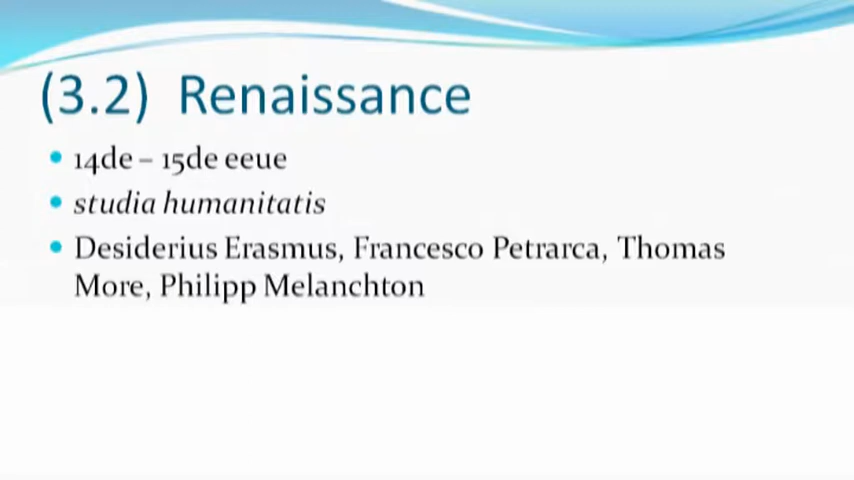 (3.2) Renaissance
14de – 15de eeue
studia humanitatis
Desiderius Erasmus, Francesco Petrarca, Thomas
More, Philipp Melanchton